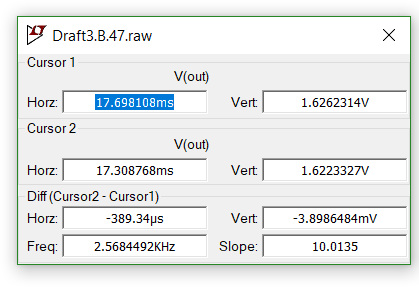 Draft3.B.47.raw
Cursor 1
V(out)
Horz: 17.698108ms Vert: 1.6262314V
Cursor 2
V(out)
Horz: 17.308768ms Vert: 1.6223327V
Diff (Cursor2 - Cursor1)
Horz: -389.34µs Vert: -3.8986484mV
Freq: 2.5684492KHz Slope: 10.0135